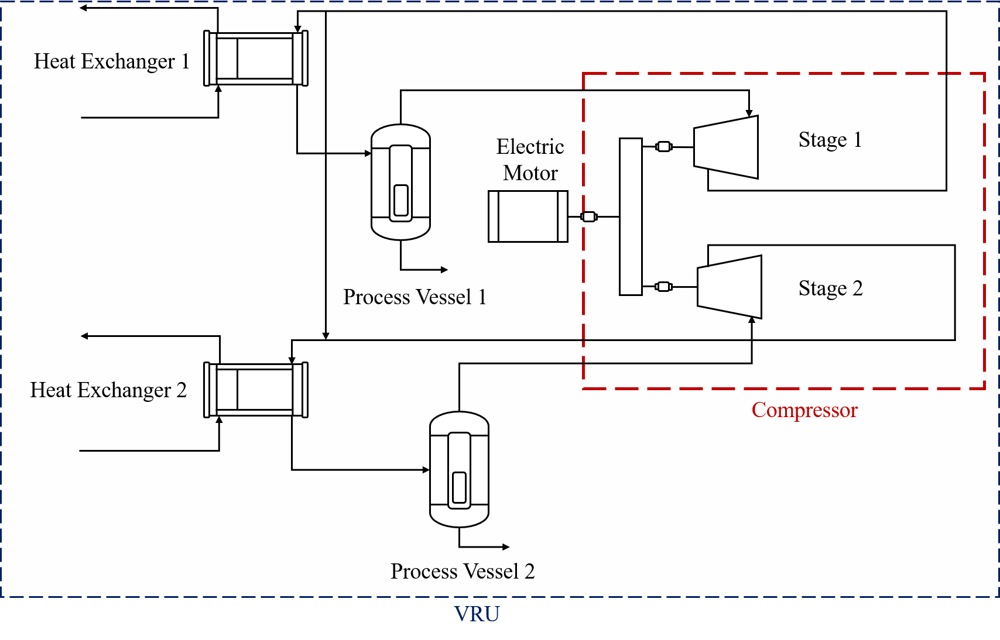 Heat Exchanger 1
Electric
Motor
Stage 1
Process Vessel 1
Stage 2
Heat Exchanger 2
Compressor
Process Vessel 2
VRU